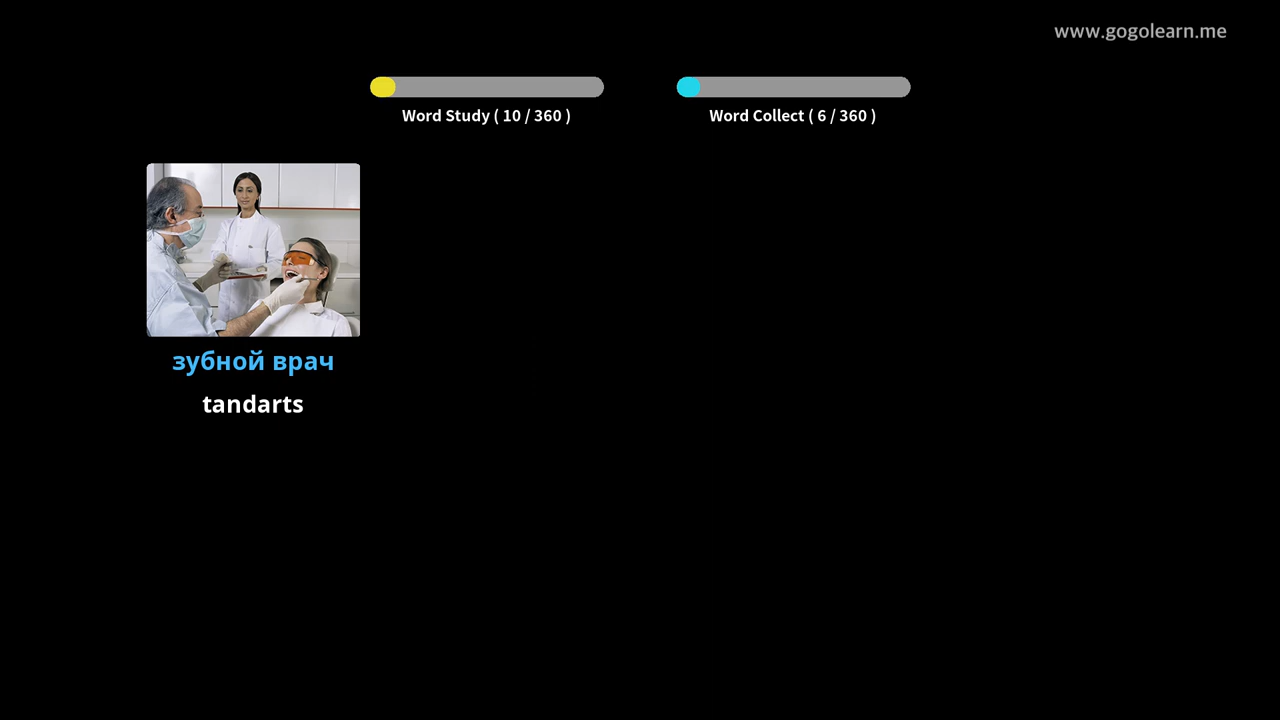 www.gogolearn.me
Word Study ( 10 / 360 )
Word Collect ( 6 / 360 )
зубной врач
tandarts